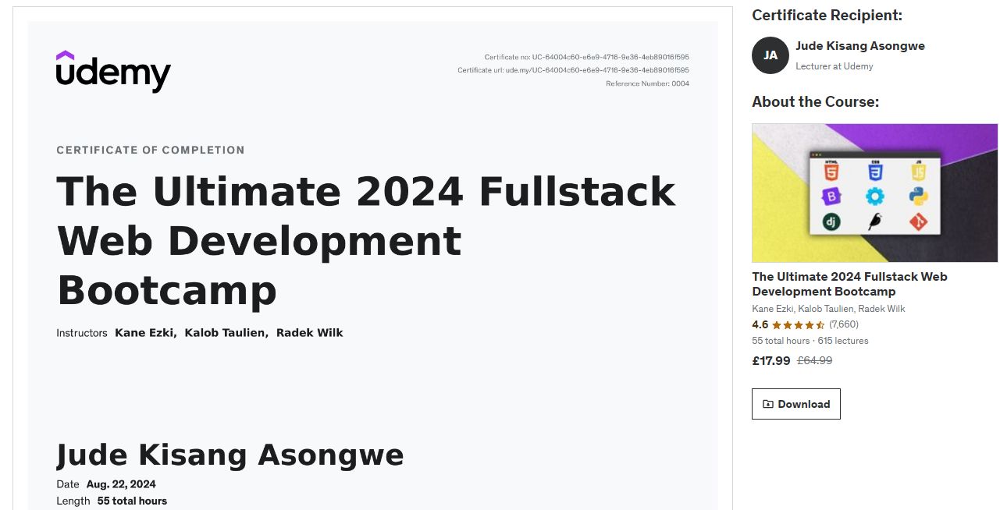 udemy
Certificate no: UC-64004c60-e6e9-4716-9e36-4eb89016f595
Certificate url: ude.my/UC-64004c60-e6e9-4716-9e36-4eb89016f595
Reference Number: 0004
CERTIFICATE OF COMPLETION
The Ultimate 2024 Fullstack
Web Development
Bootcamp
Instructors Kane Ezki, Kalob Taulien, Radek Wilk
Jude Kisang Asongwe
Date Aug. 22, 2024
Length 55 total hours
Certificate Recipient:
JA
Jude Kisang Asongwe
Lecturer at Udemy
About the Course:
HTML CSS JS
5 3 JS
B
dj
The Ultimate 2024 Fullstack Web
Development Bootcamp
Kane Ezki, Kalob Taulien, Radek Wilk
4.6 (7,660)
55 total hours · 615 lectures
£17.99 £64.99
Download